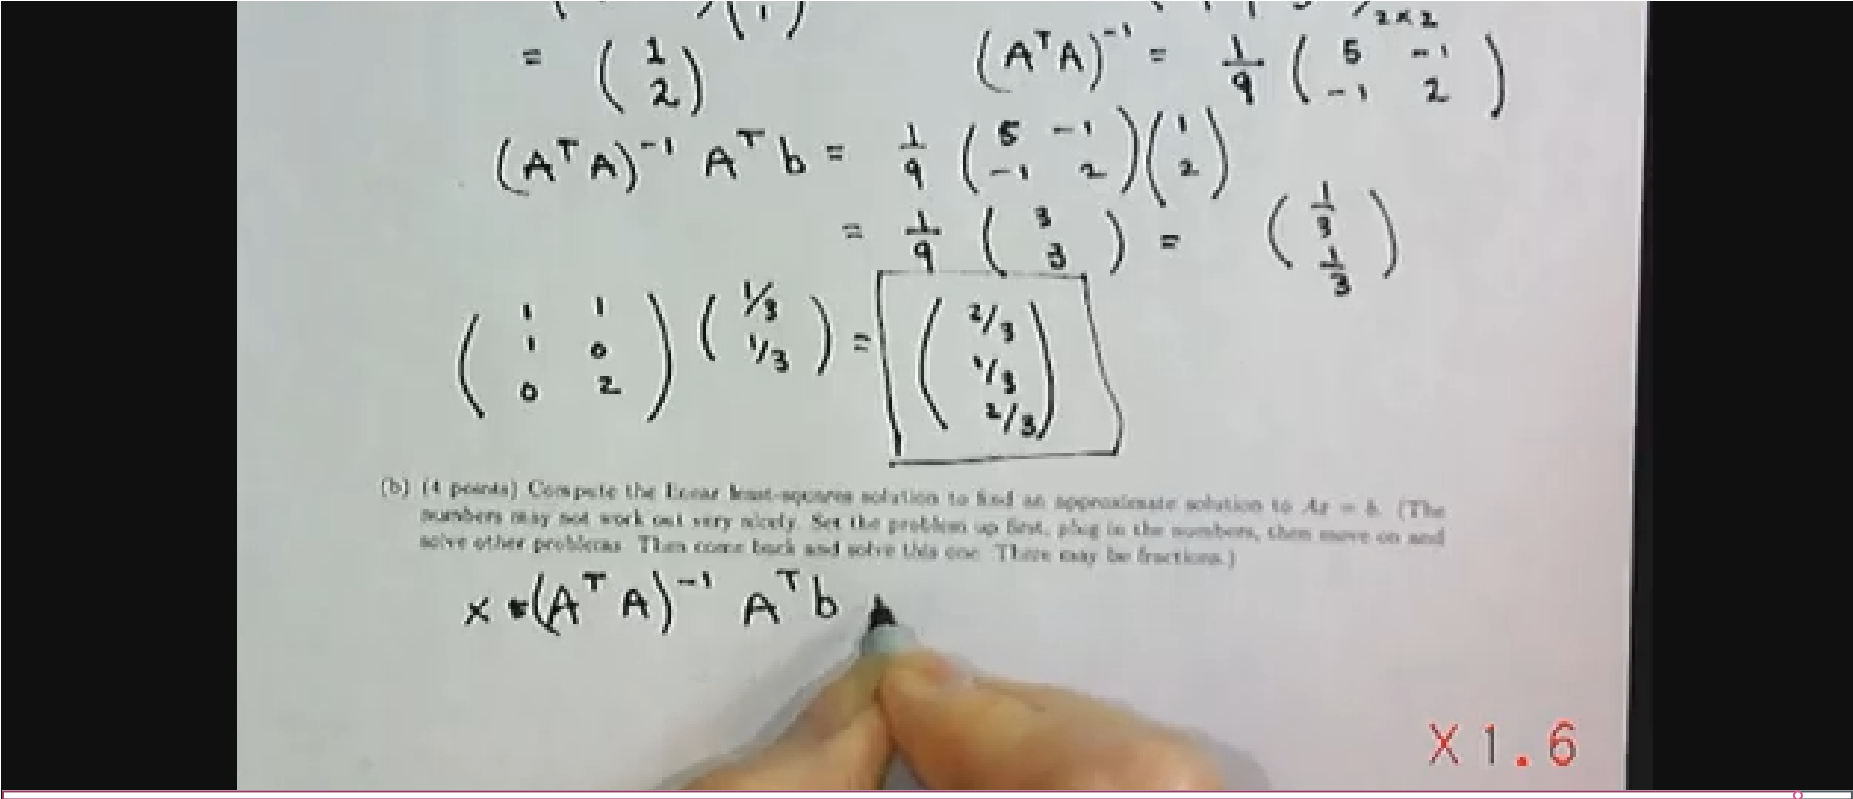 1
2×2
= ( 1 2 ) (AᵀA)⁻¹ = 1/9 ( 5 -1 -1 2 )
(AᵀA)⁻¹ Aᵀb = 1/9 ( 5 -1 -1 2 ) ( 1 2 )
= 1/9 ( 3 3 ) = ( 1/3 1/3 )
( 1 1 1 0 0 2 ) ( 1/3 1/3 ) = ( 2/3 1/3 2/3 )
(b) (4 points) Compute the linear least-squares solution to find an approximate solution to Ax = b. (The
numbers may not work out very nicely. Set the problem up first, plug in the numbers, then move on and
solve other problems. Then come back and solve this one. There may be fractions.)
x = (AᵀA)⁻¹ Aᵀb
X1.6